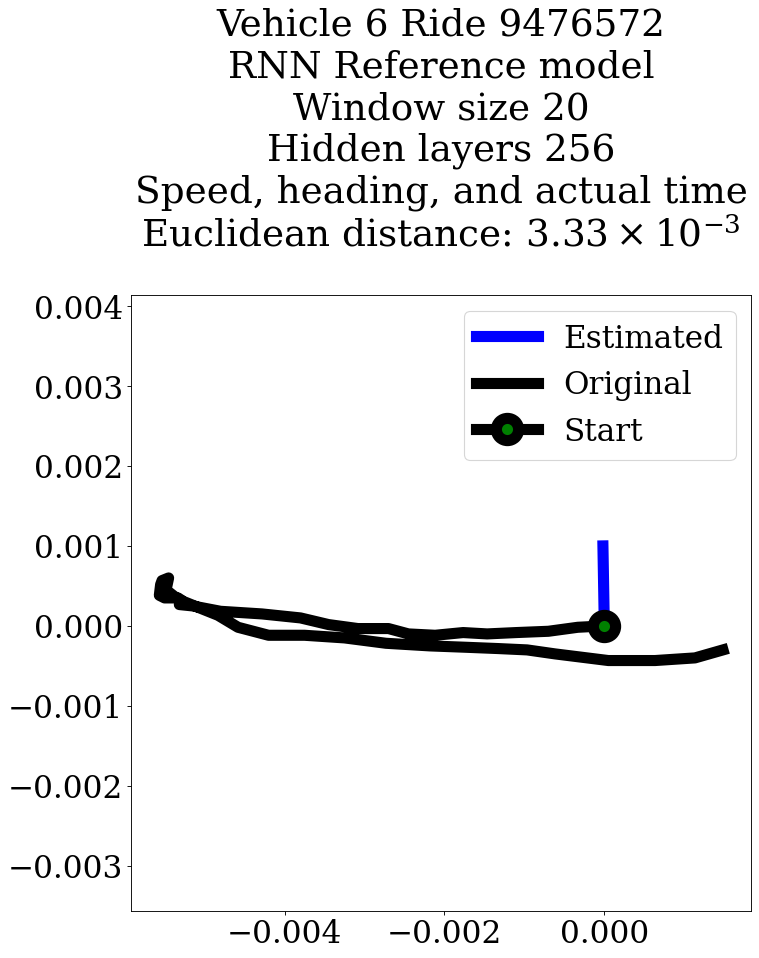 Vehicle 6 Ride 9476572
RNN Reference model
Window size 20
Hidden layers 256
Speed, heading, and actual time
Euclidean distance: 3.33 × 10⁻³
Estimated
Original
Start
0.004
0.003
0.002
0.001
0.000
−0.001
−0.002
−0.003
−0.004 −0.002 0.000